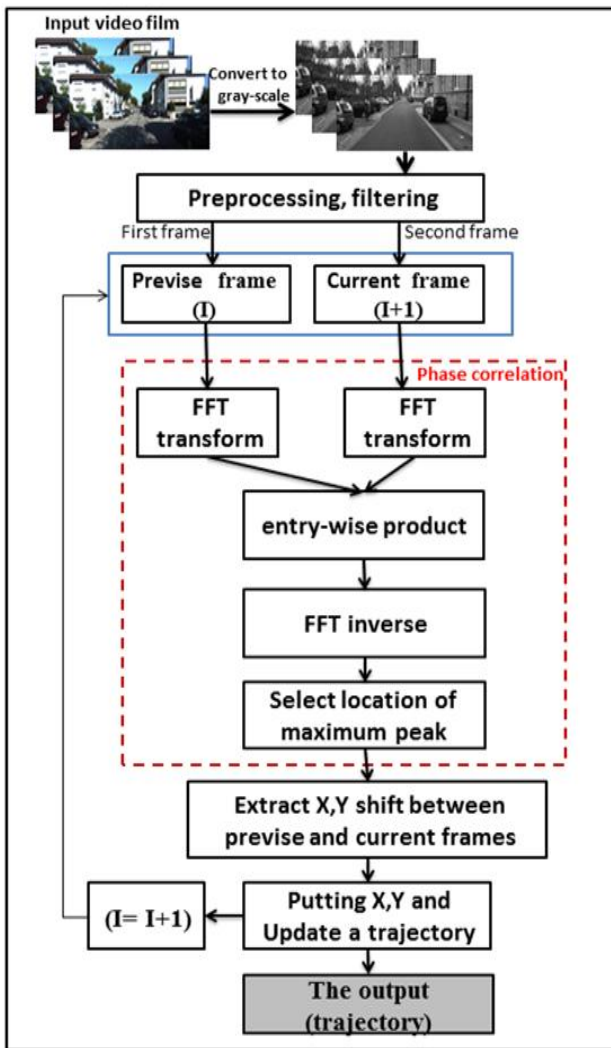 Input video film
Convert to
gray-scale
Preprocessing, filtering
First frame
Second frame
Previse frame
(I)
Current frame
(I+1)
Phase correlation
FFT
transform
FFT
transform
entry-wise product
FFT inverse
Select location of
maximum peak
Extract X,Y shift between
previse and current frames
Putting X,Y and
Update a trajectory
(I= I+1)
The output
(trajectory)